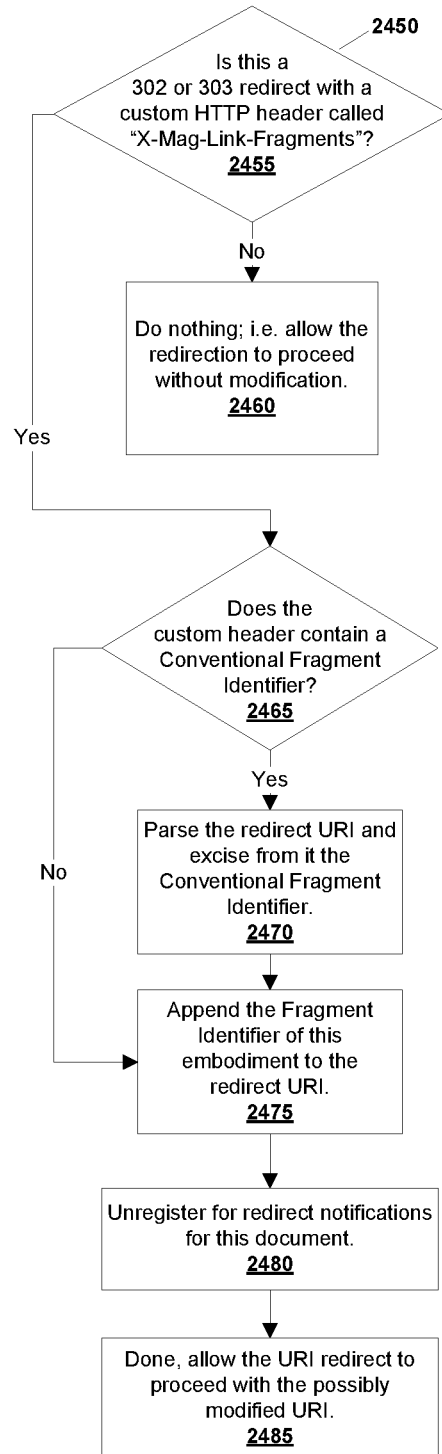 2450
Is this a
302 or 303 redirect with a
custom HTTP header called
“X-Mag-Link-Fragments”?
2455
No
Do nothing; i.e. allow the
redirection to proceed
without modification.
2460
Yes
Does the
custom header contain a
Conventional Fragment
Identifier?
2465
Yes
No
Parse the redirect URI and
excise from it the
Conventional Fragment
Identifier.
2470
Append the Fragment
Identifier of this
embodiment to the
redirect URI.
2475
Unregister for redirect notifications
for this document.
2480
Done, allow the URI redirect to
proceed with the possibly
modified URI.
2485